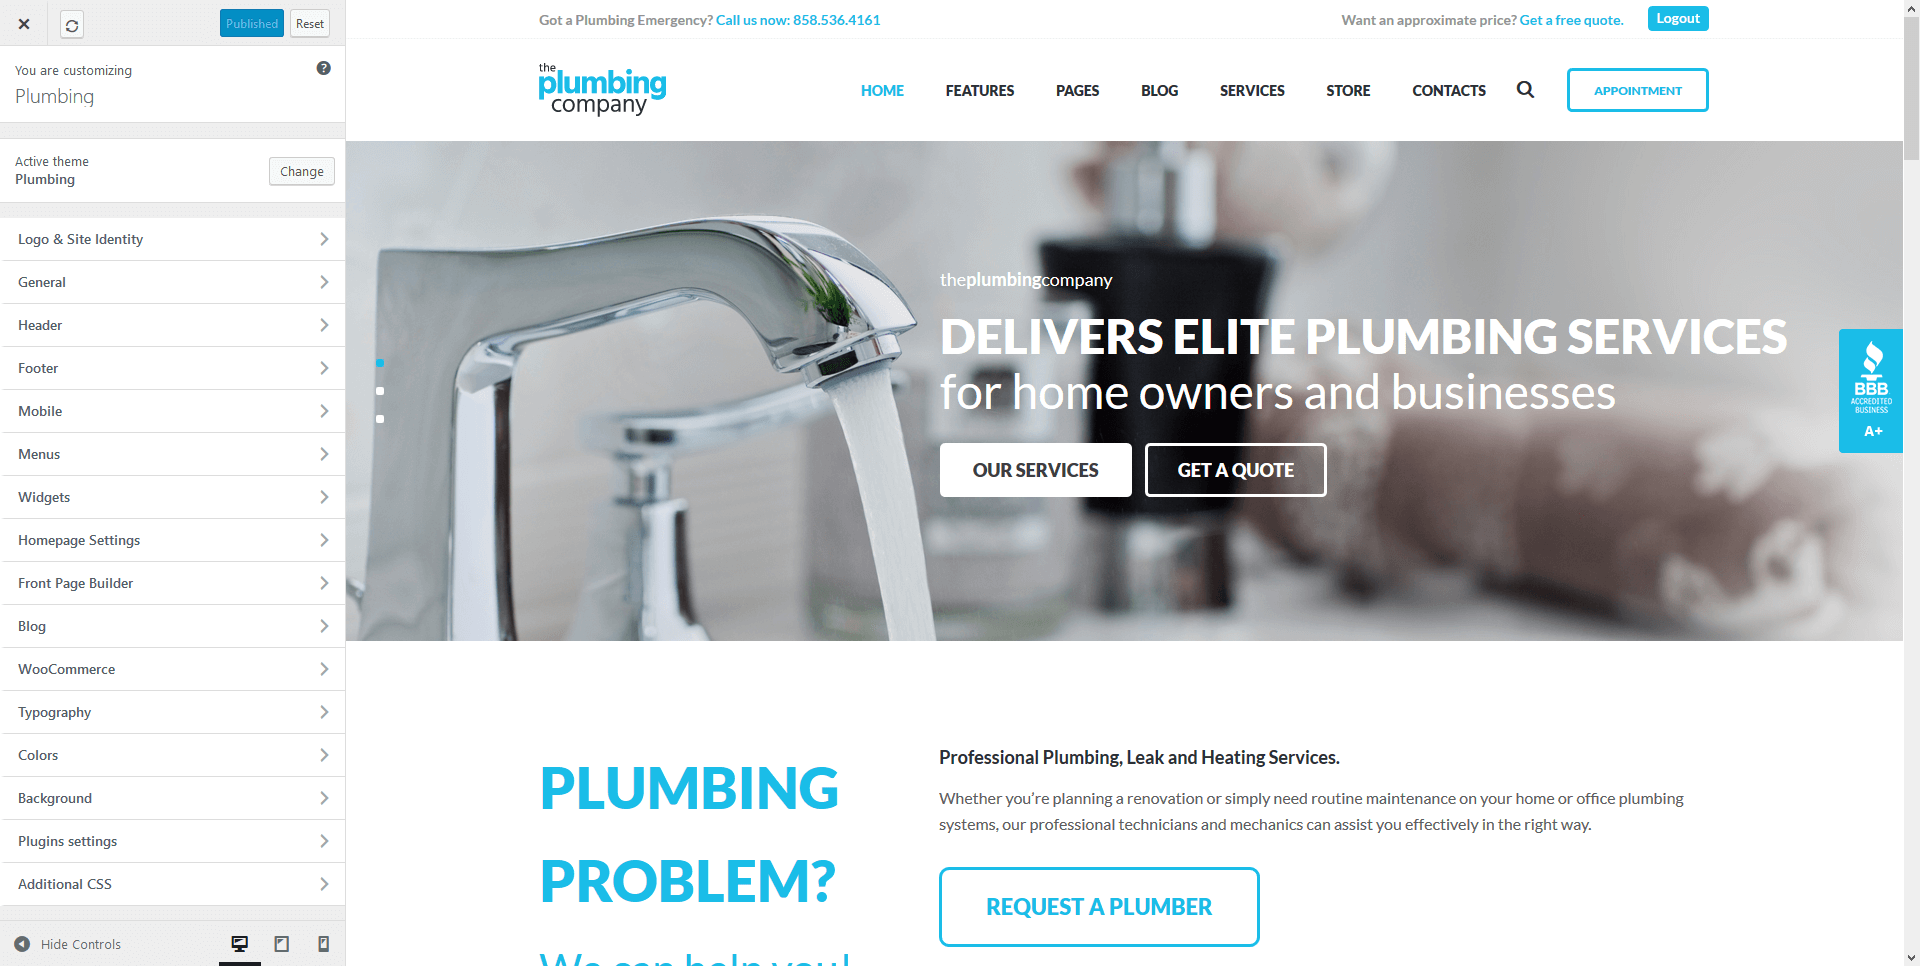 Published
Reset
You are customizing
Plumbing
Active theme
Plumbing
Change
Logo & Site Identity
General
Header
Footer
Mobile
Menus
Widgets
Homepage Settings
Front Page Builder
Blog
WooCommerce
Typography
Colors
Background
Plugins settings
Additional CSS
Hide Controls
Got a Plumbing Emergency? Call us now: 858.536.4161
Want an approximate price? Get a free quote.
Logout
the
plumbing
company
HOME FEATURES PAGES BLOG SERVICES STORE CONTACTS
APPOINTMENT
theplumbingcompany
DELIVERS ELITE PLUMBING SERVICES
for home owners and businesses
OUR SERVICES
GET A QUOTE
BBB
ACCREDITED
BUSINESS
A+
PLUMBING
PROBLEM?
We can help you!
Professional Plumbing, Leak and Heating Services.
Whether you’re planning a renovation or simply need routine maintenance on your home or office plumbing
systems, our professional technicians and mechanics can assist you effectively in the right way.
REQUEST A PLUMBER